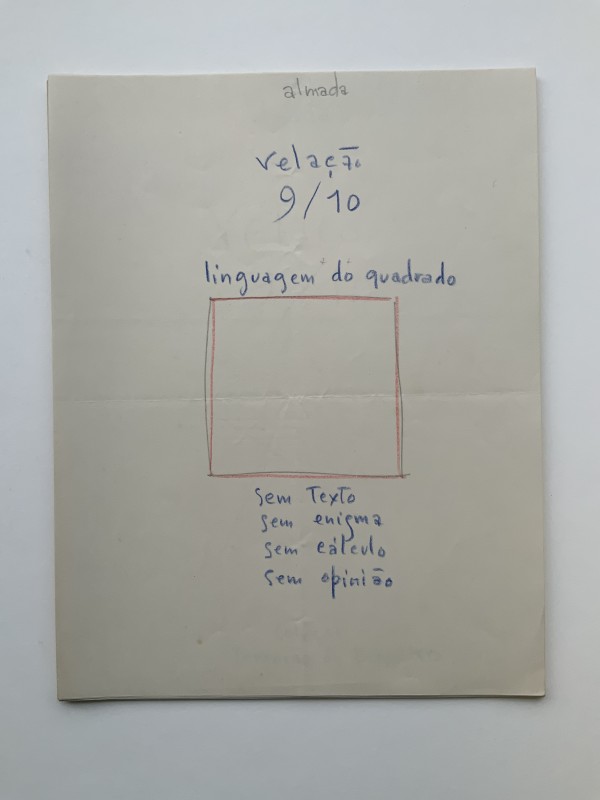 almada
relação
9/10
linguagem do quadrado
sem texto
sem enigma
sem cálculo
sem opinião